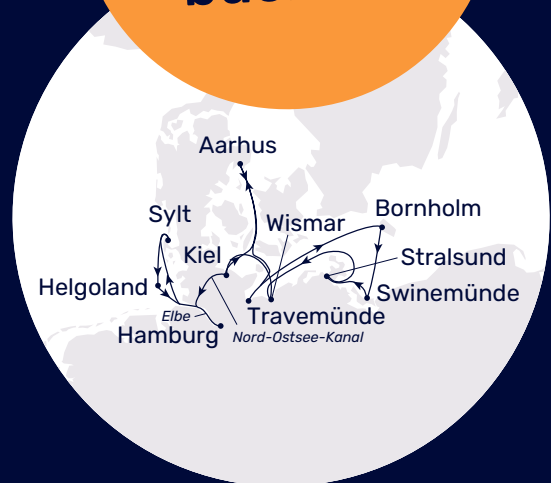 Aarhus
Sylt
Wismar
Bornholm
Kiel
Stralsund
Helgoland
Swinemünde
Elbe
Travemünde
Hamburg
Nord-Ostsee-Kanal